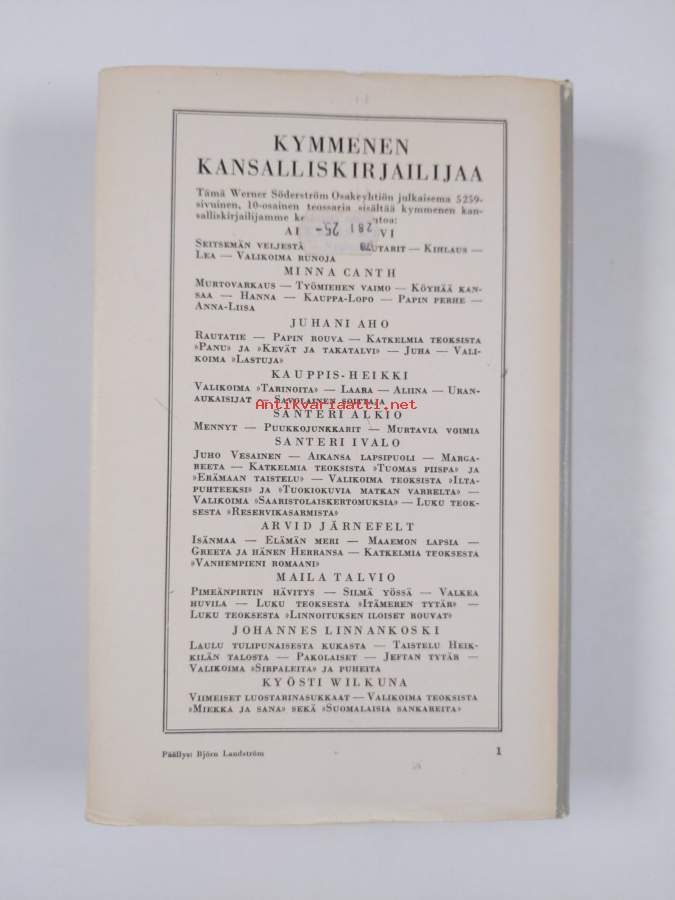 KYMMENEN
KANSALLISKIRJAILIJAA
Tämä Werner Söderström Osakeyhtiön julkaisema 5259-
sivuinen, 10-osainen teossarja sisältää kymmenen kan-
salliskirjailijamme
281 25-
SEITSEMÄN VELJESTÄ — KIHLAUS —
LEA — VALIKOIMA RUNOJA
MINNA CANTH
MURTOVARKAUS — TYÖMIEHEN VAIMO — KÖYHÄÄ KAN-
SAA — HANNA — KAUPPA-LOPO — PAPIN PERHE —
ANNA-LIISA
JUHANI AHO
RAUTATIE — PAPIN ROUVA — KATKELMIA TEOKSISTA
»PANU» JA »KEVÄT JA TAKATALVI» — JUHA — VALI-
KOIMA »LASTUJA»
KAUPPIS-HEIKKI
VALIKOIMA »TARINOITA» — LAARA — ALIINA — URAN-
AUKAISIJAT — SAVOLAINEN SOITTAJA
Antikvariaatti.net
SANTERI ALKIO
MENNYT — PUUKKOJUNKKARIT — MURTAVIA VOIMIA
SANTERI IVALO
JUHO VESAINEN — AIKANSA LAPSIPUOLI — MARGA-
REETA — KATKELMIA TEOKSISTA »TUOMAS PIISPA» JA
»ERÄMAAN TAISTELU» — VALIKOIMA TEOKSISTA »ILTA-
PUHTEEKSI» JA »TUOKIOKUVIA MATKAN VARRELTA» —
VALIKOIMA »SAARISTOLAISKERTOMUKSIA» — LUKU TEOK-
SESTA »RESERVIKASARMISTA»
ARVID JÄRNEFELT
ISÄNMAA — ELÄMÄN MERI — MAAEMON LAPSIA —
GREETA JA HÄNEN HERRANSA — KATKELMIA TEOKSESTA
»VANHEMPIENI ROMAANI»
MAILA TALVIO
PIMEÄNPIRTIN HÄVITYS — SILMÄ YÖSSÄ — VALKEA
HUVILA — LUKU TEOKSESTA »ITÄMEREN TYTÄR» —
LUKU TEOKSESTA »LINNOITUKSEN ILOISET ROUVAT»
JOHANNES LINNANKOSKI
LAULU TULIPUNAISESTA KUKASTA — TAISTELU HEIK-
KILÄN TALOSTA — PAKOLAISET — JEFTAN TYTÄR —
VALIKOIMA »SIRPALEITA» JA PUHEITA
KYÖSTI WILKUNA
VIIMEISET LUOSTARINASUKKAAT — VALIKOIMA TEOKSISTA
»MIEKKA JA SANA» SEKÄ »SUOMALAISIA SANKAREITA»
Päällys: Björn Landström 1